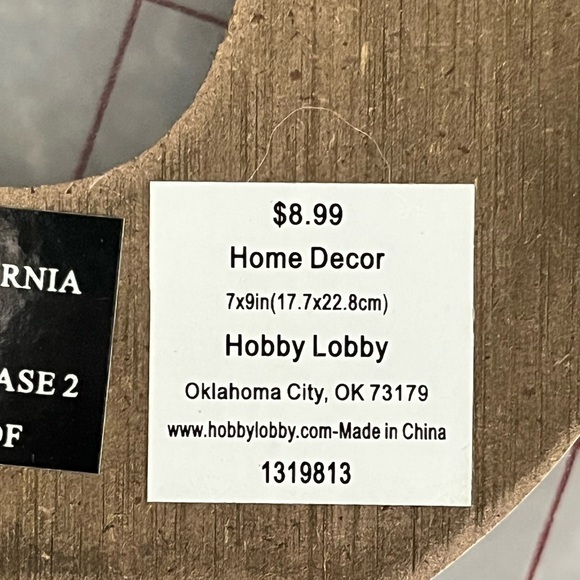 RNIA
ASE 2
OF
$8.99
Home Decor
7x9in(17.7x22.8cm)
Hobby Lobby
Oklahoma City, OK 73179
www.hobbylobby.com-Made in China
1319813